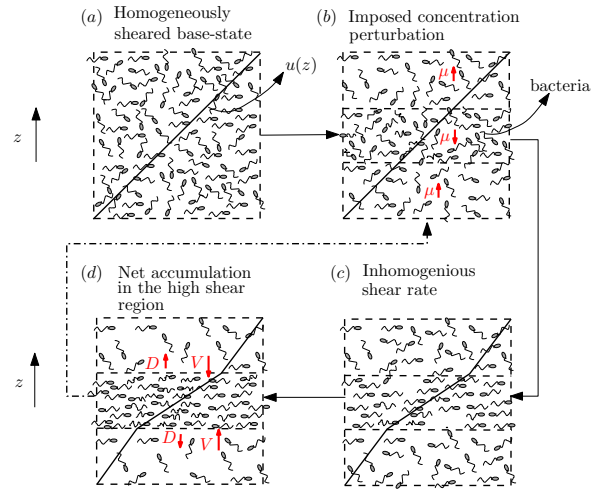 (a) Homogeneously
sheared base-state
u(z)
z
(b) Imposed concentration
perturbation
μ
bacteria
μ
μ
(d) Net accumulation
in the high shear
region
D V
z
D V
(c) Inhomogenious
shear rate